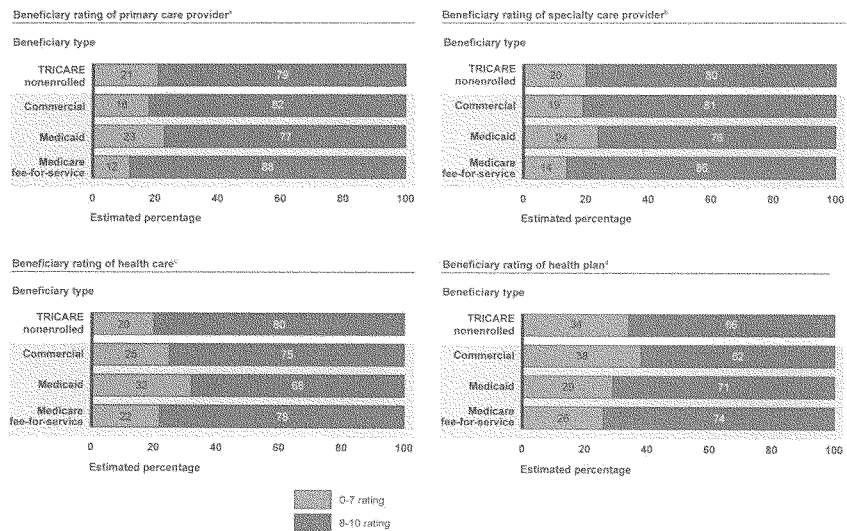 Beneficiary rating of primary care providerᵃ
Beneficiary type
TRICARE
nonenrolled
21 79
Commercial
18 82
Medicaid
23 77
Medicare
fee-for-service
12 88
0 20 40 60 80 100
Estimated percentage
Beneficiary rating of specialty care providerᵇ
Beneficiary type
TRICARE
nonenrolled
20 80
Commercial
19 81
Medicaid
24 76
Medicare
fee-for-service
14 86
0 20 40 60 80 100
Estimated percentage
Beneficiary rating of health careᶜ
Beneficiary type
TRICARE
nonenrolled
20 80
Commercial
25 75
Medicaid
32 68
Medicare
fee-for-service
22 78
0 20 40 60 80 100
Estimated percentage
Beneficiary rating of health planᵈ
Beneficiary type
TRICARE
nonenrolled
34 66
Commercial
38 62
Medicaid
29 71
Medicare
fee-for-service
26 74
0 20 40 60 80 100
Estimated percentage
0-7 rating
8-10 rating